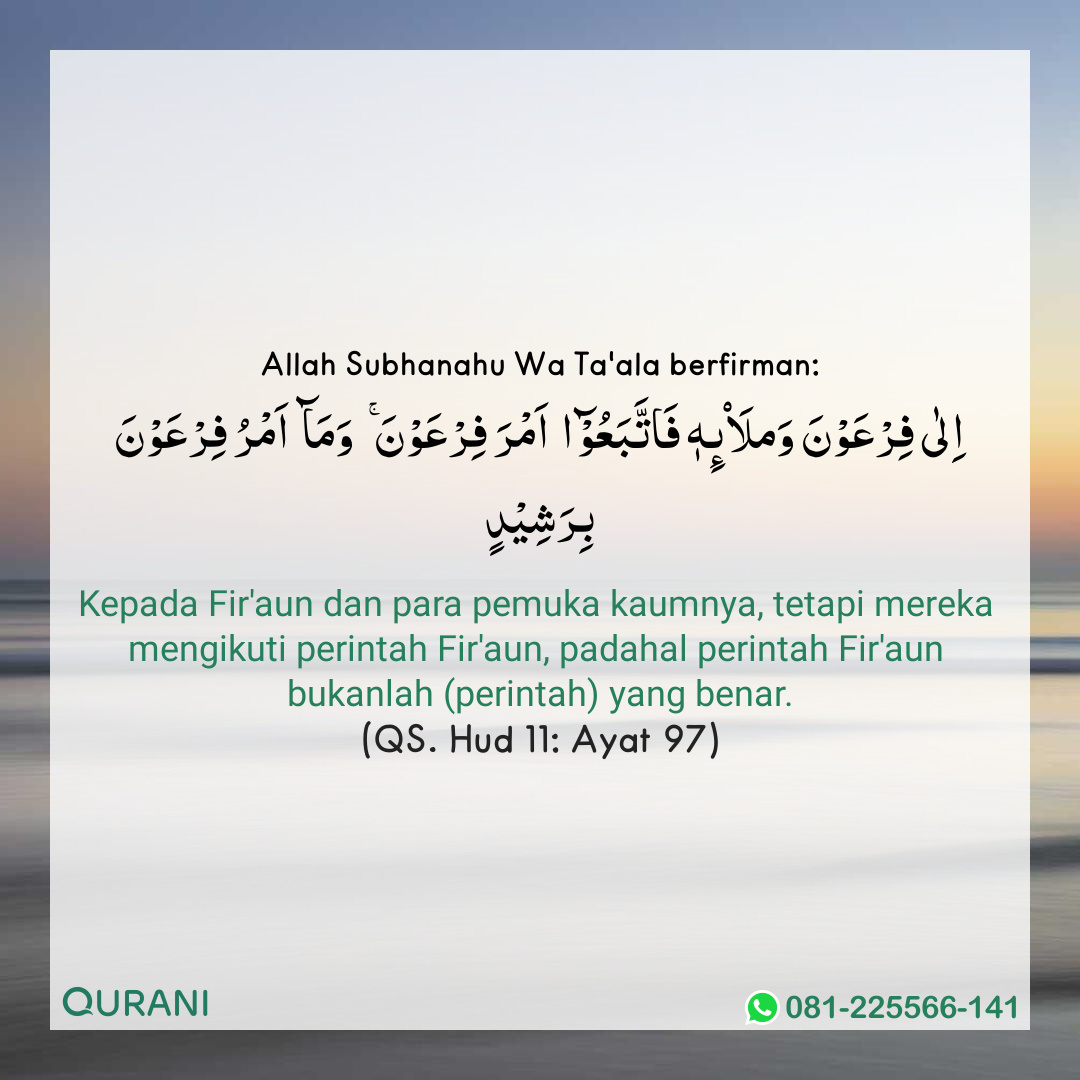 Allah Subhanahu Wa Ta'ala berfirman:
اِلٰى فِرْعَوْنَ وَملَاْئِهٖ فَاتَّبَعُوْۤا اَمْرَ فِرْعَوْنَ ۚ وَمَاۤ اَمْرُ فِرْعَوْنَ
بِرَشِيْدٍ
Kepada Fir'aun dan para pemuka kaumnya, tetapi mereka
mengikuti perintah Fir'aun, padahal perintah Fir'aun
bukanlah (perintah) yang benar.
(QS. Hud 11: Ayat 97)
QURANI
081-225566-141